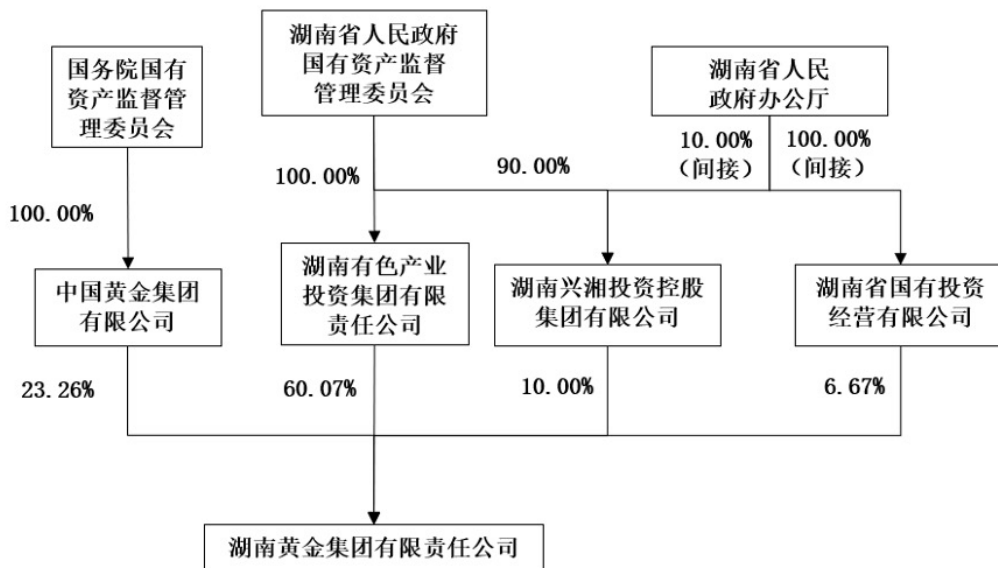 国务院国有
资产监督管
理委员会
湖南省人民政府
国有资产监督
管理委员会
湖南省人民
政府办公厅
100.00%
100.00%
90.00%
10.00%
（间接）
100.00%
（间接）
中国黄金集团
有限公司
湖南有色产业
投资集团有限
责任公司
湖南兴湘投资控股
集团有限公司
湖南省国有投资
经营有限公司
23.26%
60.07%
10.00%
6.67%
湖南黄金集团有限责任公司